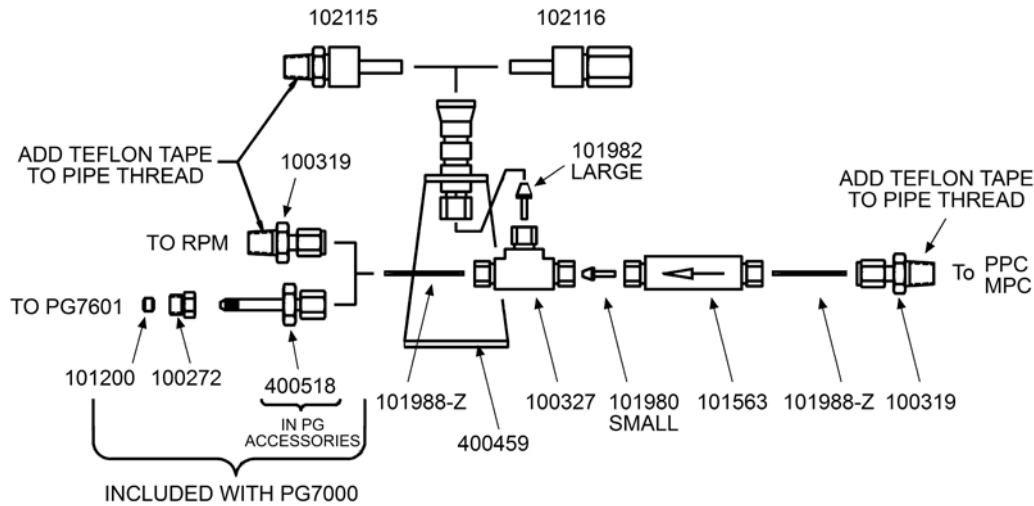 102115
102116
ADD TEFLON TAPE
TO PIPE THREAD
100319
101982
LARGE
ADD TEFLON TAPE
TO PIPE THREAD
TO RPM
To PPC
MPC
TO PG7601
101200
100272
400518
101988-Z
100327
101980
SMALL
101563
101988-Z
100319
IN PG
ACCESSORIES
400459
INCLUDED WITH PG7000